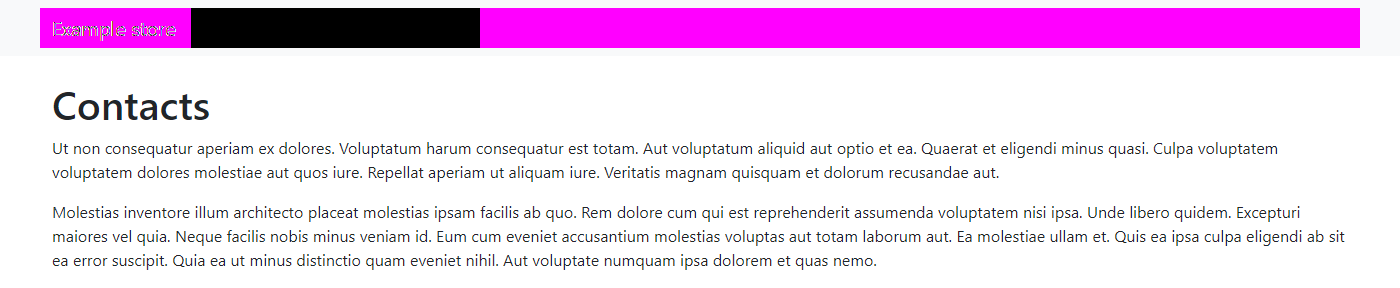 Example store
Contacts
Ut non consequatur aperiam ex dolores. Voluptatum harum consequatur est totam. Aut voluptatum aliquid aut optio et ea. Quaerat et eligendi minus quasi. Culpa voluptatem
voluptatem dolores molestiae aut quos iure. Repellat aperiam ut aliquam iure. Veritatis magnam quisquam et dolorum recusandae aut.
Molestias inventore illum architecto placeat molestias ipsam facilis ab quo. Rem dolore cum qui est reprehenderit assumenda voluptatem nisi ipsa. Unde libero quidem. Excepturi
maiores vel quia. Neque facilis nobis minus veniam id. Eum cum eveniet accusantium molestias voluptas aut totam laborum aut. Ea molestiae ullam et. Quis ea ipsa culpa eligendi ab sit
ea error suscipit. Quia ea ut minus distinctio quam eveniet nihil. Aut voluptate numquam ipsa dolorem et quas nemo.